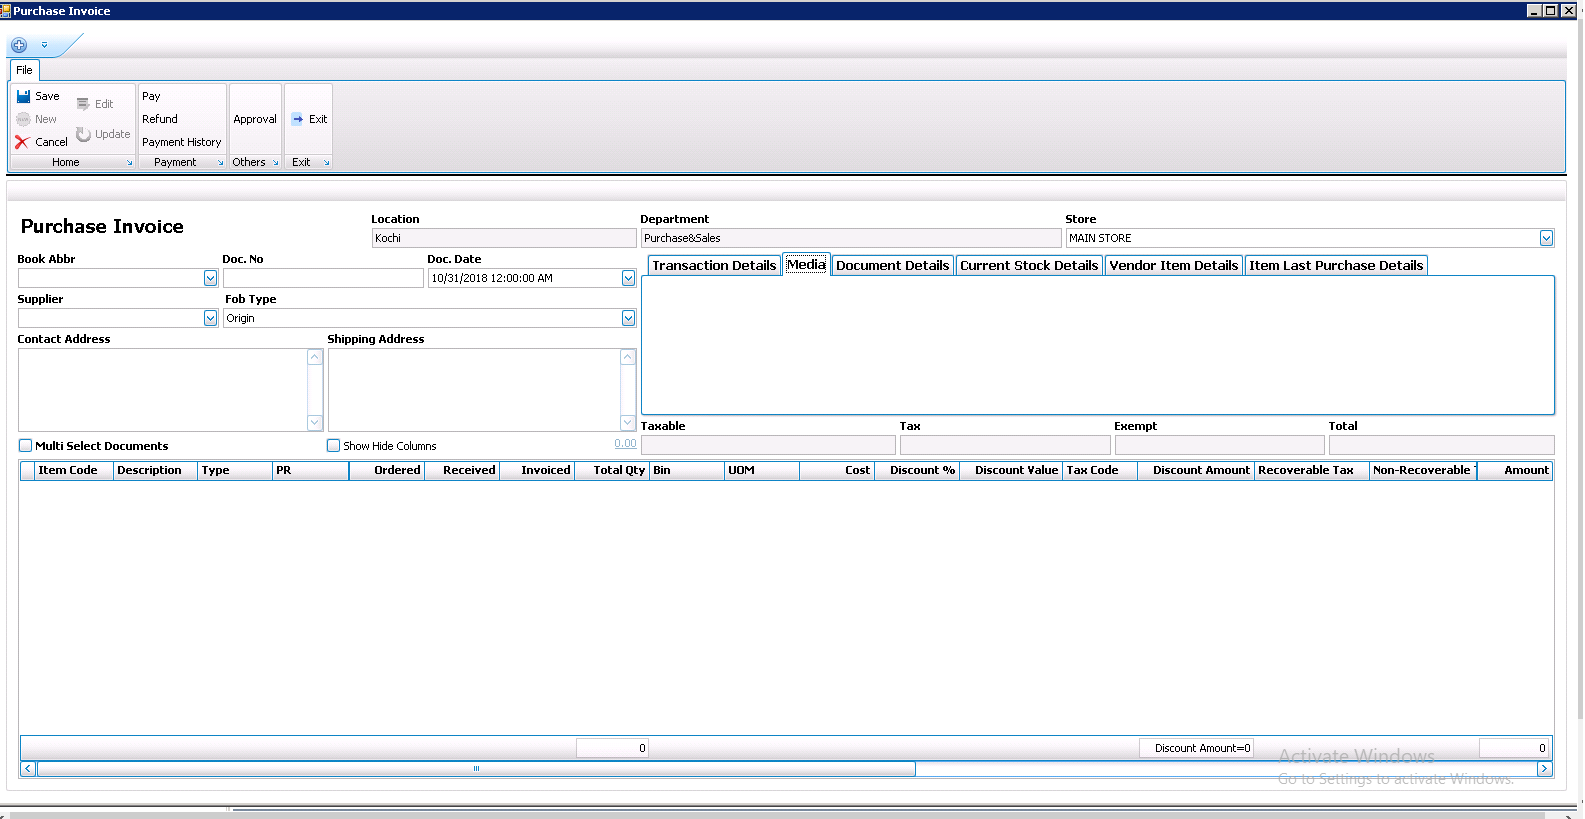 Purchase Invoice
File
Save
New
Cancel
Edit
Update
Home
Pay
Refund
Payment History
Payment
Approval
Others
Exit
Exit
Purchase Invoice
Location
Kochi
Department
Purchase&Sales
Store
MAIN STORE
Book Abbr
Doc. No
Doc. Date
10/31/2018 12:00:00 AM
Supplier
Fob Type
Origin
Contact Address
Shipping Address
Transaction Details Media Document Details Current Stock Details Vendor Item Details Item Last Purchase Details
Multi Select Documents
Show Hide Columns
0.00
Taxable
Tax
Exempt
Total
Item Code Description Type PR Ordered Received Invoiced Total Qty Bin UOM Cost Discount % Discount Value Tax Code Discount Amount Recoverable Tax Non-Recoverable Amount
0 Discount Amount=0 0
Activate Windows
Go to Settings to activate Windows.